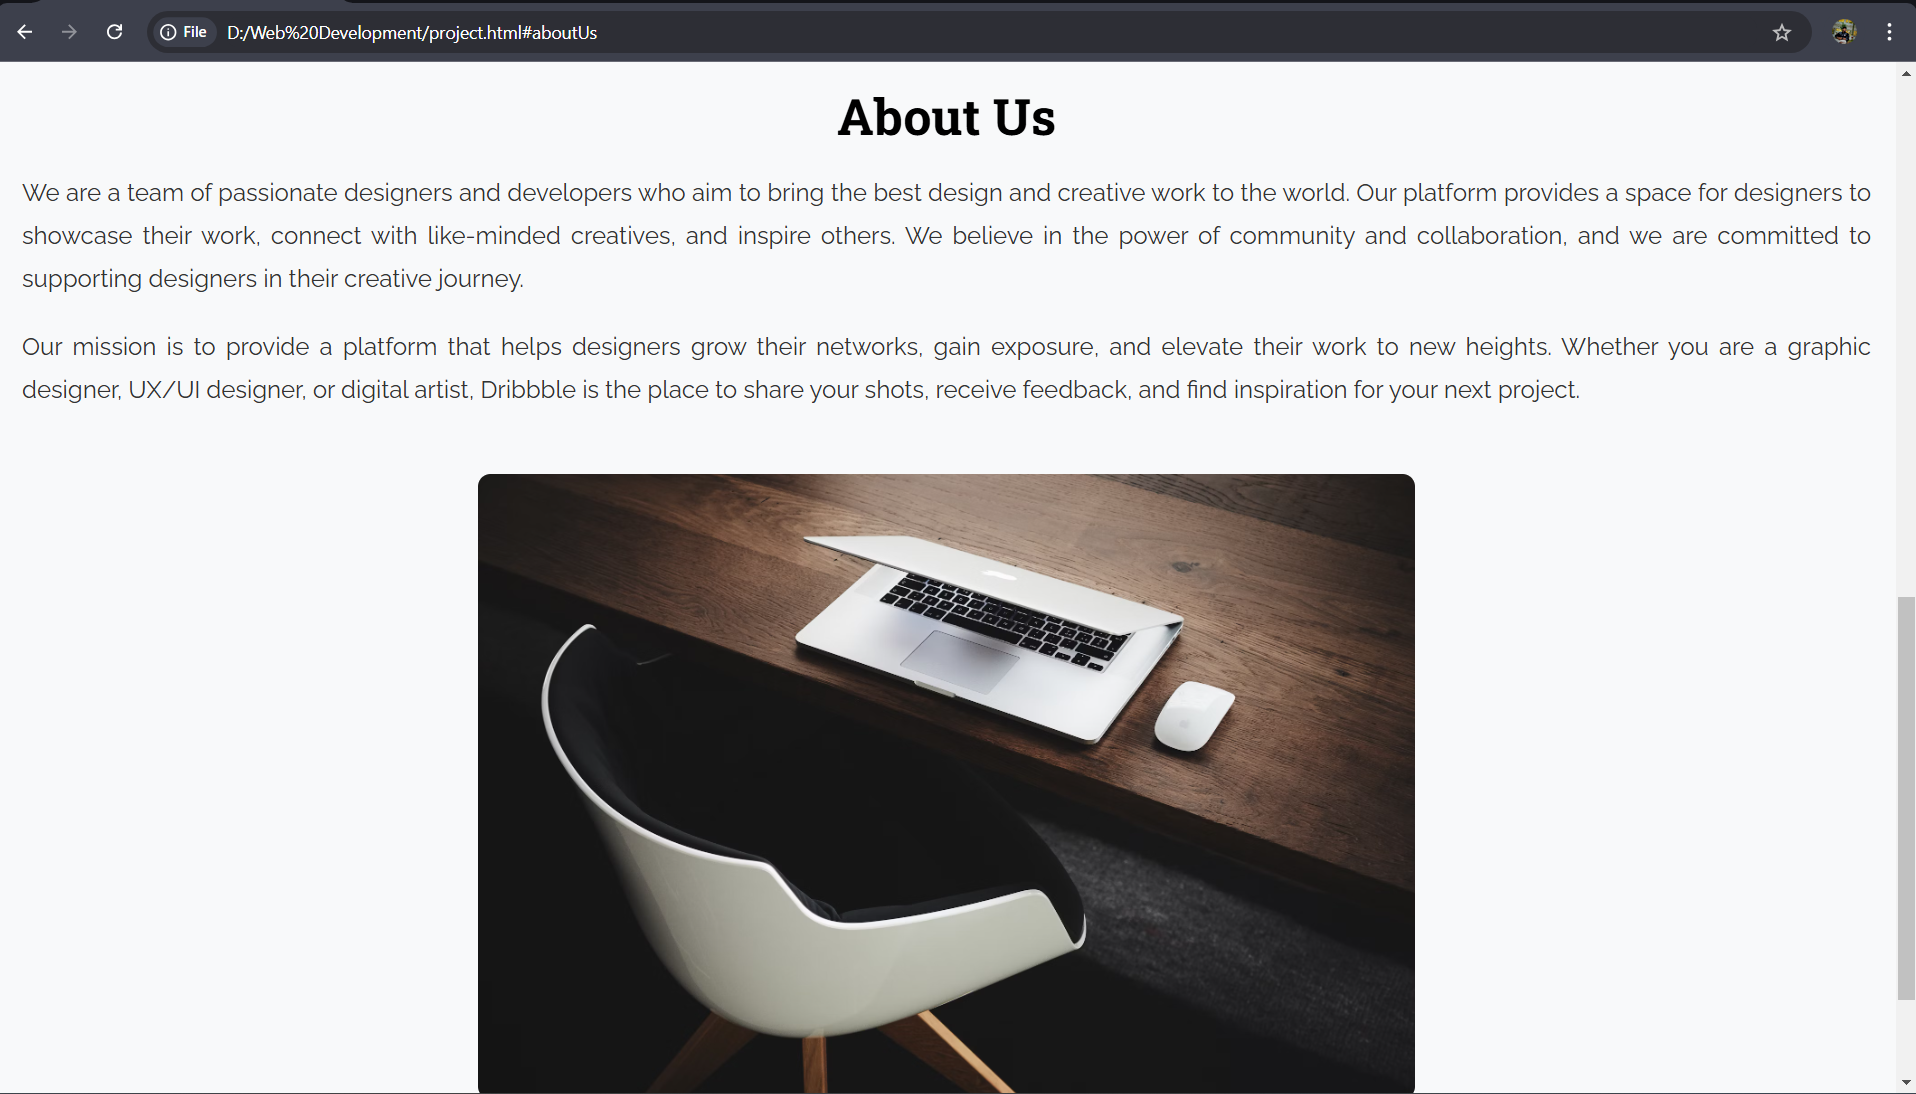 File
D:/Web%20Development/project.html#aboutUs
About Us
We are a team of passionate designers and developers who aim to bring the best design and creative work to the world. Our platform provides a space for designers to
showcase their work, connect with like-minded creatives, and inspire others. We believe in the power of community and collaboration, and we are committed to
supporting designers in their creative journey.
Our mission is to provide a platform that helps designers grow their networks, gain exposure, and elevate their work to new heights. Whether you are a graphic
designer, UX/UI designer, or digital artist, Dribbble is the place to share your shots, receive feedback, and find inspiration for your next project.